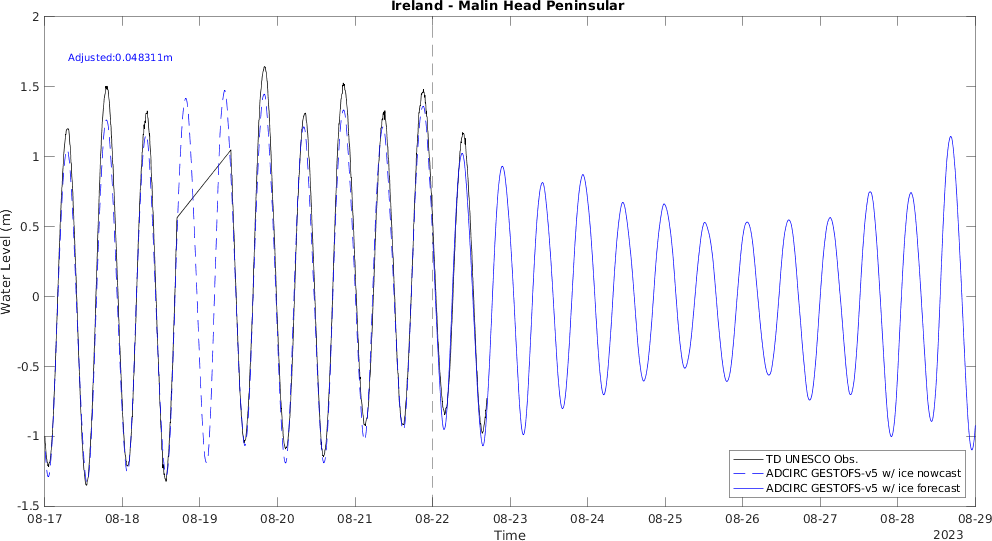 Ireland - Malin Head Peninsular
Adjusted:0.048311m
Water Level (m)
2
1.5
1
0.5
0
-0.5
-1
-1.5
TD UNESCO Obs.
ADCIRC GESTOFS-v5 w/ ice nowcast
ADCIRC GESTOFS-v5 w/ ice forecast
08-17 08-18 08-19 08-20 08-21 08-22 08-23 08-24 08-25 08-26 08-27 08-28 08-29
Time
2023